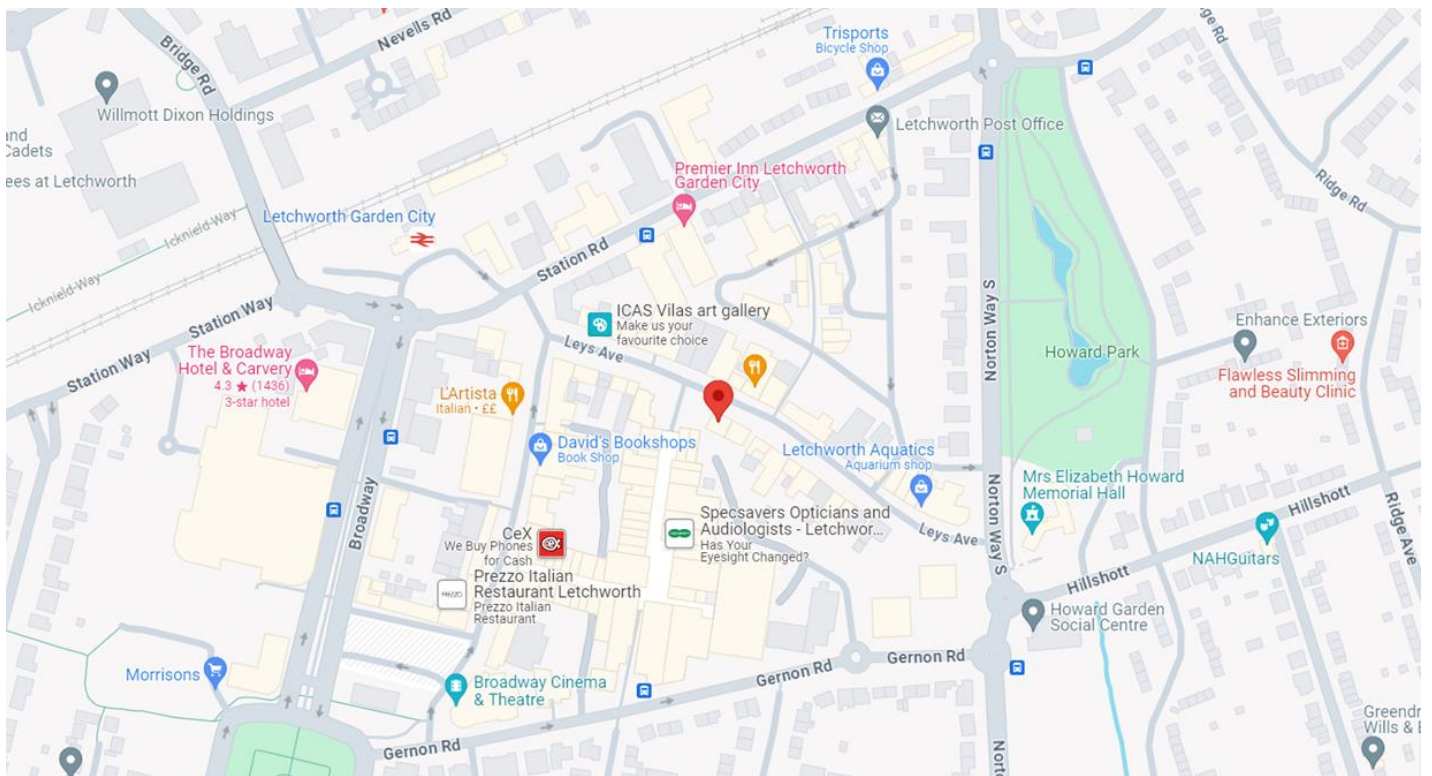 Nevells Rd
Bridge Rd
Trisports
Bicycle Shop
Ridge Rd
Willmott Dixon Holdings
and
Cadets
ees at Letchworth
Letchworth Post Office
Premier Inn Letchworth
Garden City
Ridge Rd
Icknield Way
Letchworth Garden City
Station Rd
Icknield Way
Station Way
Station Way
ICAS Vilas art gallery
Make us your
favourite choice
Leys Ave
Norton Way S
Howard Park
Enhance Exteriors
Flawless Slimming
and Beauty Clinic
The Broadway
Hotel & Carvery
4.3 ★ (1436)
3-star hotel
L'Artista
Italian • ££
David's Bookshops
Book Shop
Letchworth Aquatics
Aquarium shop
Mrs Elizabeth Howard
Memorial Hall
Norton Way S
Broadway
CeX
We Buy Phones
for Cash
Specsavers Opticians and
Audiologists - Letchwor...
Has Your
Eyesight Changed?
Leys Ave
Hillshott
Ridge Ave
NAHGuitars
Hillshott
PREZZO
Prezzo Italian
Restaurant Letchworth
Prezzo Italian
Restaurant
Howard Garden
Social Centre
Morrisons
Broadway Cinema
& Theatre
Gernon Rd
Gernon Rd
Gernon Rd
Norto
Greendr
Wills & E